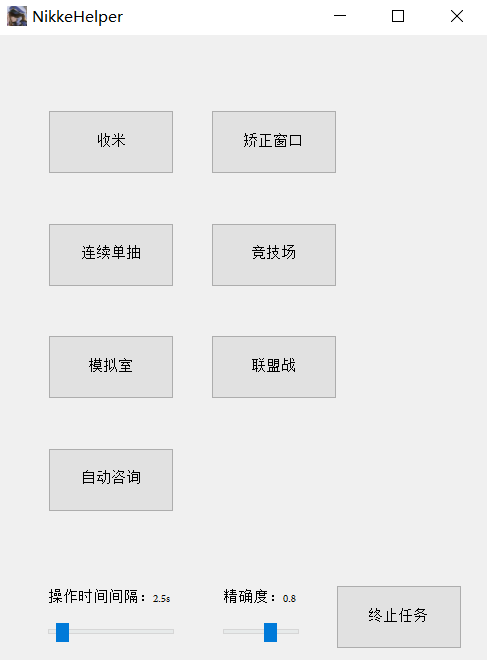 NikkeHelper
收米 矫正窗口
连续单抽 竞技场
模拟室 联盟战
自动咨询
操作时间间隔：2.5s 精确度：0.8
终止任务